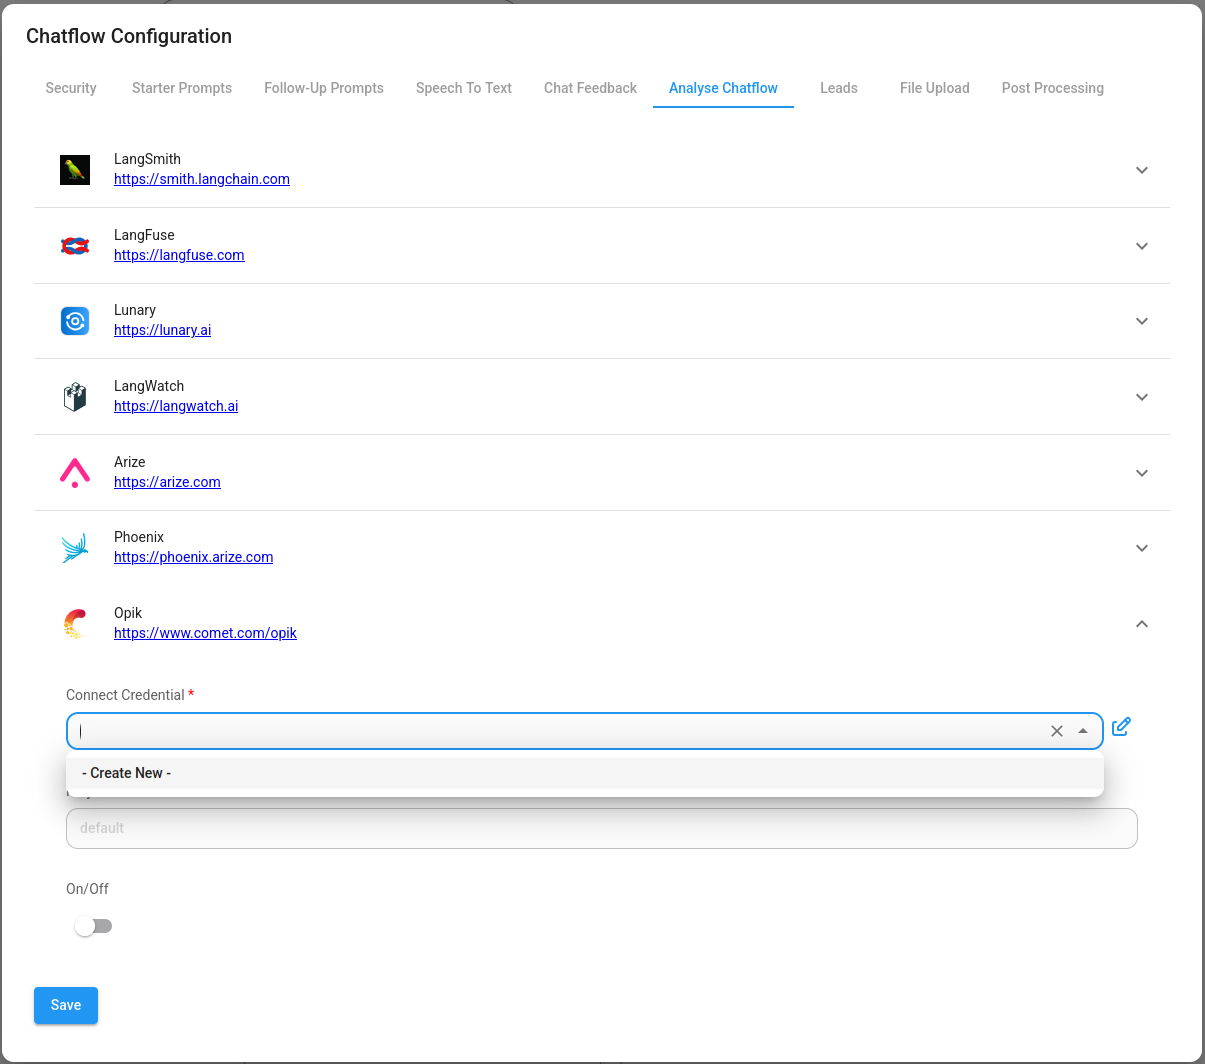 Chatflow Configuration
Security Starter Prompts Follow-Up Prompts Speech To Text Chat Feedback Analyse Chatflow Leads File Upload Post Processing
LangSmith
https://smith.langchain.com
LangFuse
https://langfuse.com
Lunary
https://lunary.ai
LangWatch
https://langwatch.ai
Arize
https://arize.com
Phoenix
https://phoenix.arize.com
Opik
https://www.comet.com/opik
Connect Credential *
- Create New -
default
On/Off
Save